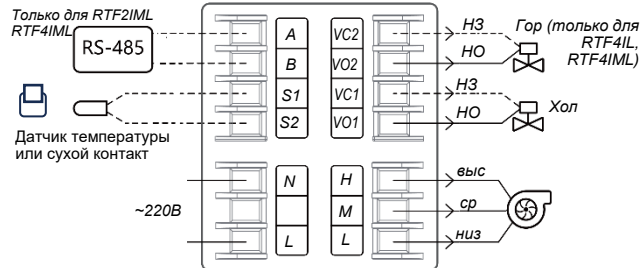 Только для RTF2IML
RTF4IML
RS-485
A
B
S1
S2
Датчик температуры
или сухой контакт
VC2
VO2
VC1
VO1
НЗ
НО
НЗ
НО
Гор (только для
RTF4IL,
RTF4IML)
Хол
~220В
N
L
H
M
L
выс
ср
низ